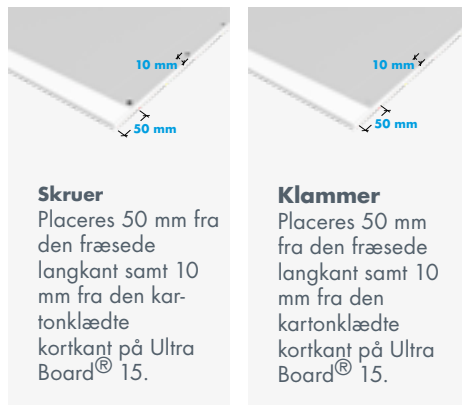 10 mm
50 mm
Skruer
Placeres 50 mm fra
den fræsede
langkant samt 10
mm fra den kar-
tonklædte
kortkant på Ultra
Board® 15.
10 mm
50 mm
Klammer
Placeres 50 mm
fra den fræsede
langkant samt 10
mm fra den
kartonklædte
kortkant på Ultra
Board® 15.